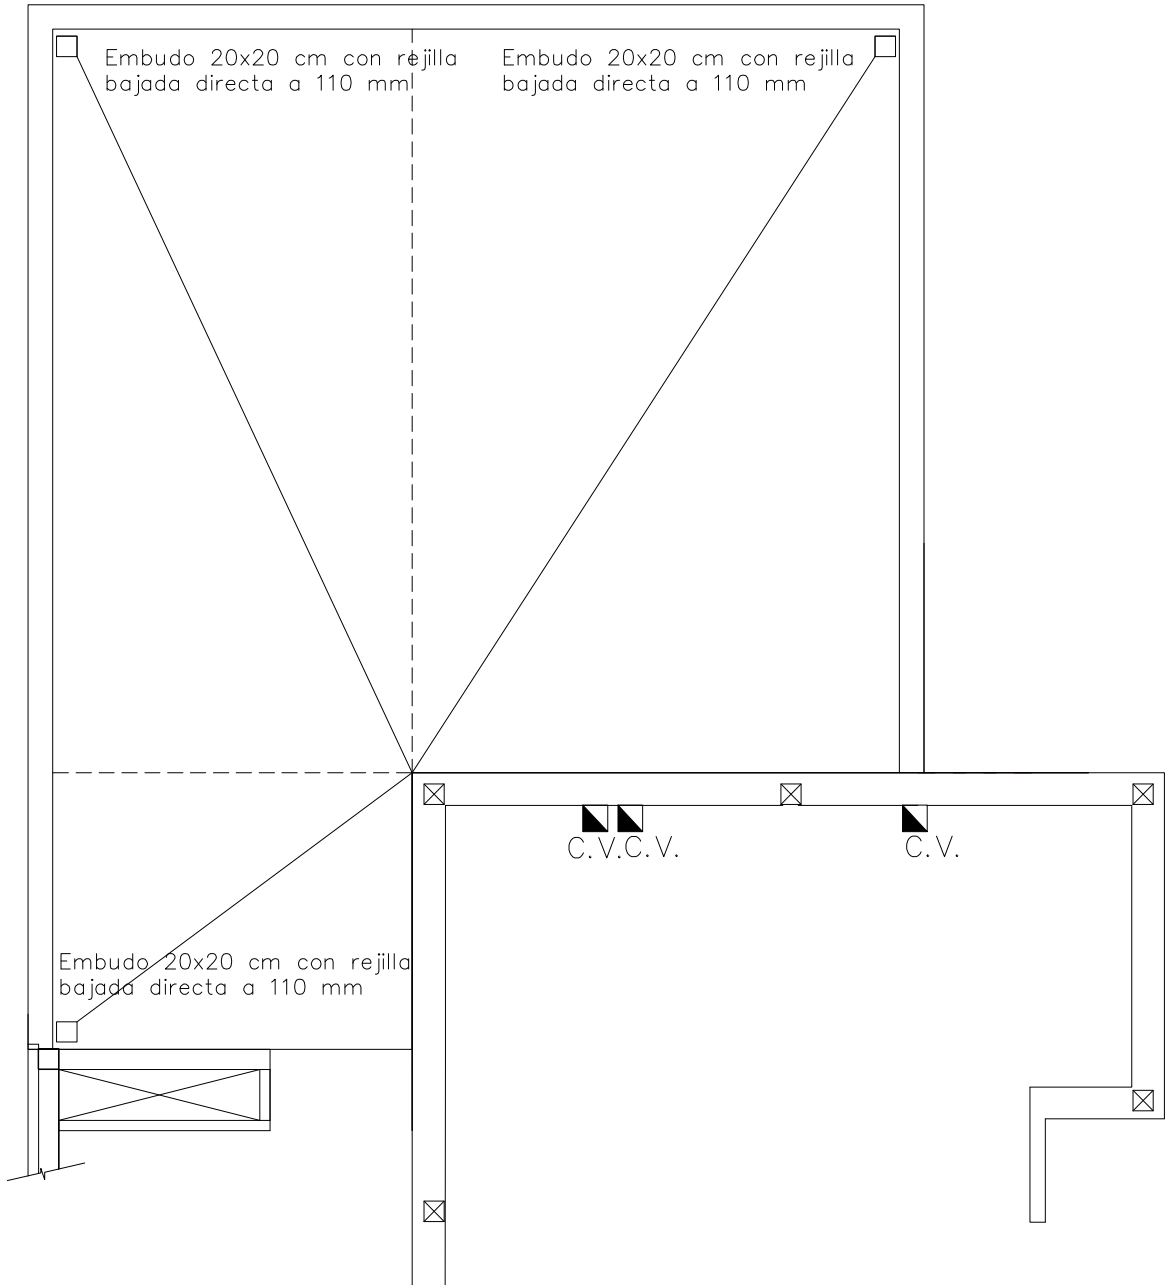 Embudo 20x20 cm con rejilla
bajada directa a 110 mm
Embudo 20x20 cm con rejilla
bajada directa a 110 mm
C.V.
C.V.
C.V.
Embudo 20x20 cm con rejilla
bajada directa a 110 mm